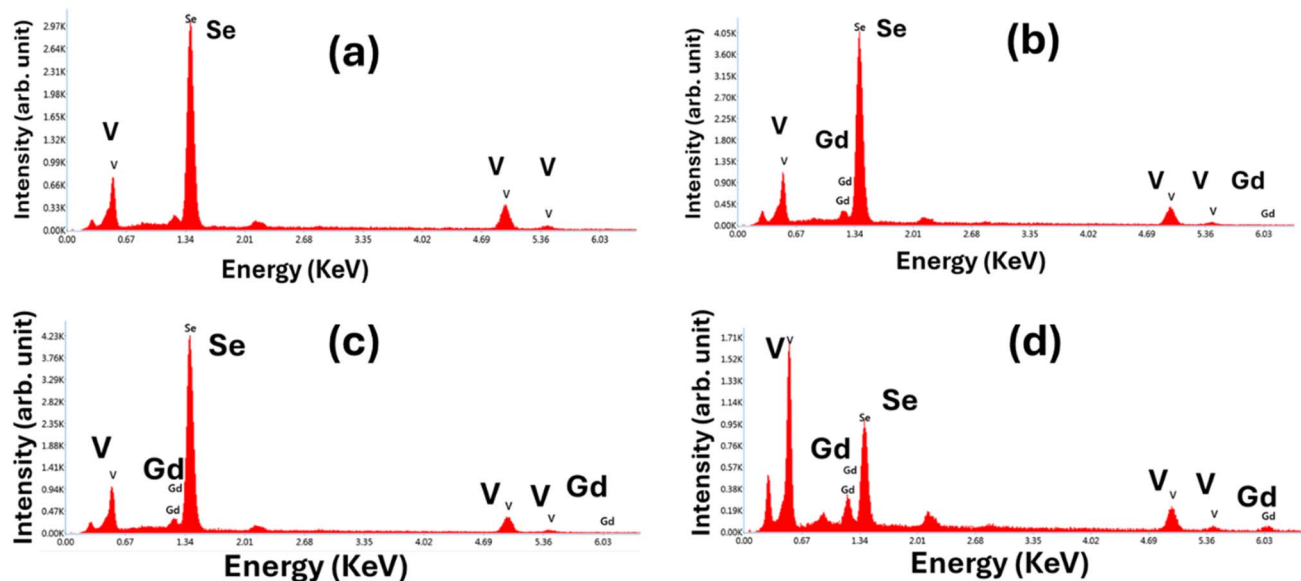 (a)
Intensity (arb. unit)
2.97K
2.64K
2.31K
1.98K
1.65K
1.32K
0.99K
0.66K
0.33K
0.00K
Se
Se
V
V
V
V
V
V
0.00 0.67 1.34 2.01 2.68 3.35 4.02 4.69 5.36 6.03
Energy (KeV)
(b)
Intensity (arb. unit)
4.05K
3.60K
3.15K
2.70K
2.25K
1.80K
1.35K
0.90K
0.45K
0.00K
Se
Se
V
V
Gd
Gd
Gd
V
V
Gd
V
V
Gd
0.00 0.67 1.34 2.01 2.68 3.35 4.02 4.69 5.36 6.03
Energy (KeV)
(c)
Intensity (arb. unit)
4.23K
3.76K
3.29K
2.82K
2.35K
1.88K
1.41K
0.94K
0.47K
0.00K
Se
Se
V
V
Gd
Gd
Gd
V
V
Gd
V
V
Gd
0.00 0.67 1.34 2.01 2.68 3.35 4.02 4.69 5.36 6.03
Energy (KeV)
(d)
Intensity (arb. unit)
1.71K
1.52K
1.33K
1.14K
0.95K
0.76K
0.57K
0.38K
0.19K
0.00K
V
V
Se
Se
Gd
Gd
Gd
V
V
Gd
V
V
Gd
0.00 0.67 1.34 2.01 2.68 3.35 4.02 4.69 5.36 6.03
Energy (KeV)